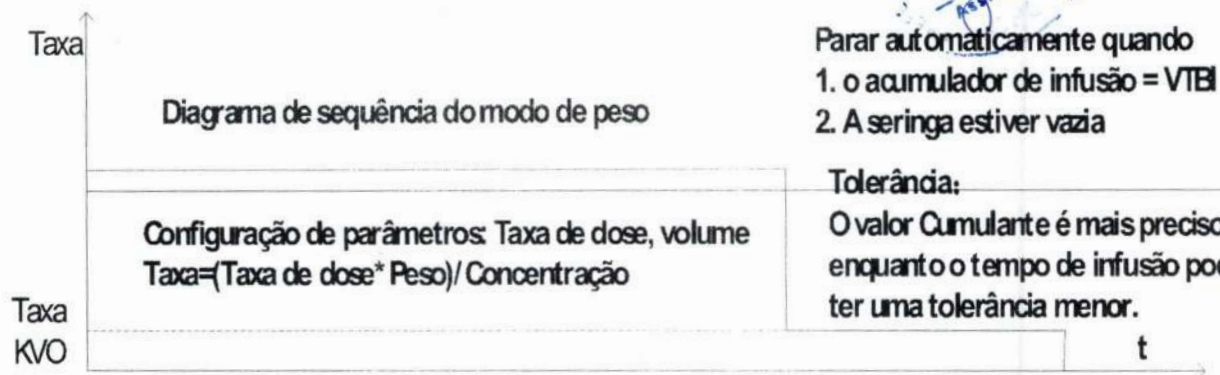 Taxa
Diagrama de sequência do modo de peso
Parar automaticamente quando
1. o acumulador de infusão = VTBI
2. A seringa estiver vazia
Tolerância:
O valor Cumulante é mais preciso
enquanto o tempo de infusão
ter uma tolerância menor.
Configuração de parâmetros: Taxa de dose, volume
Taxa=(Taxa de dose* Peso)/Concentração
Taxa
KVO
t